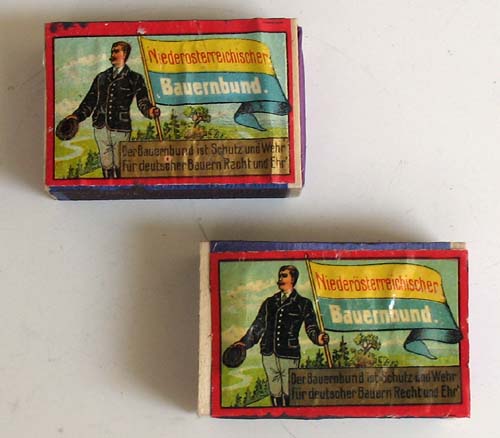 Niederösterreichischer
Bauernbund.
Der Bauernbund ist Schutz und Wehr
für deutscher Bauern Recht und Ehr'
Niederösterreichischer
Bauernbund.
Der Bauernbund ist Schutz und Wehr
für deutscher Bauern Recht und Ehr'